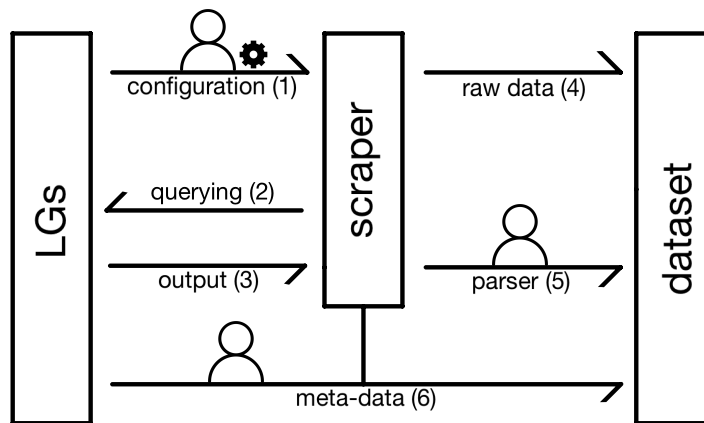 LGs
scraper
dataset
configuration (1)
raw data (4)
querying (2)
output (3)
parser (5)
meta-data (6)